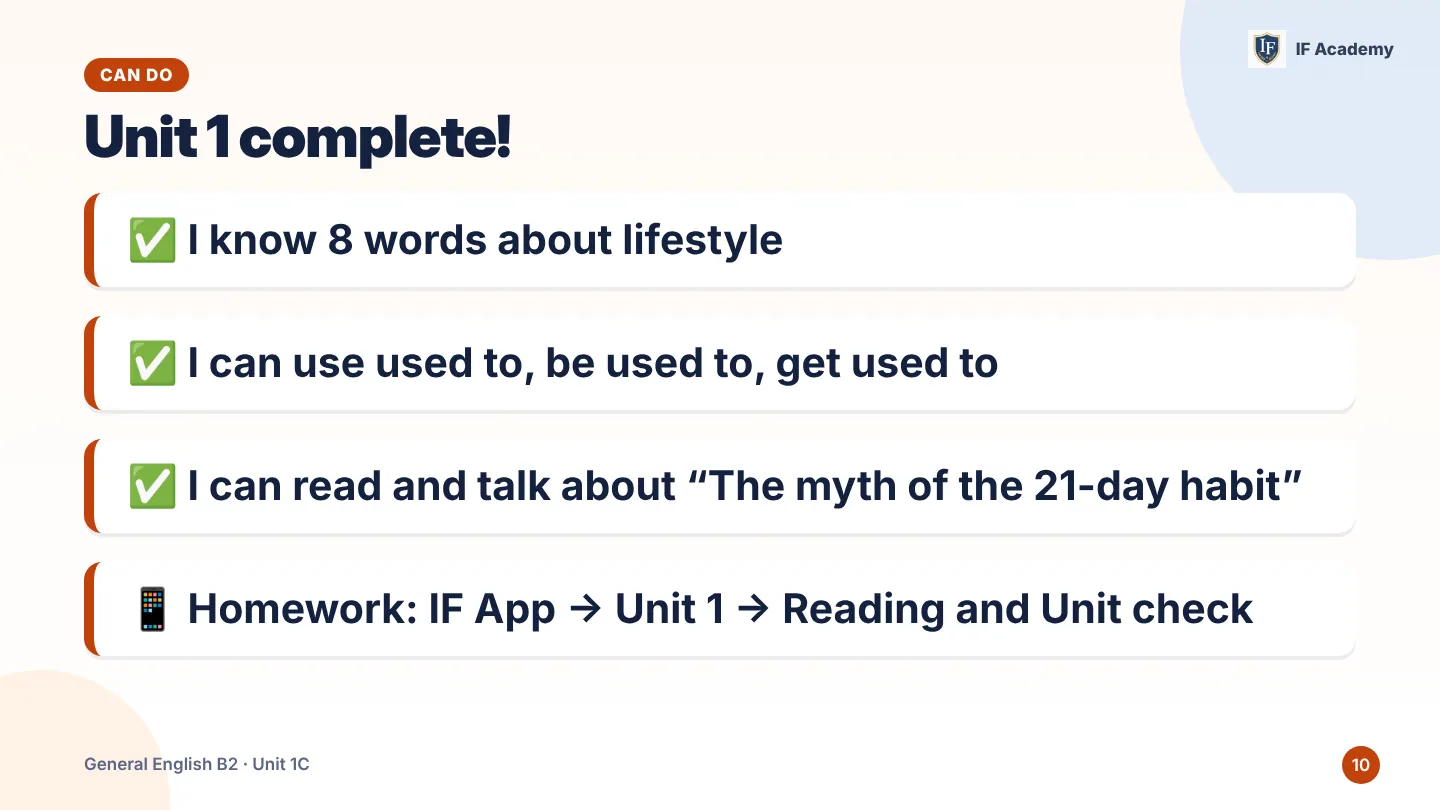 IF Academy
CAN DO
Unit 1 complete!
✅ I know 8 words about lifestyle
✅ I can use used to, be used to, get used to
✅ I can read and talk about “The myth of the 21-day habit”
📱 Homework: IF App → Unit 1 → Reading and Unit check
General English B2 · Unit 1C
10